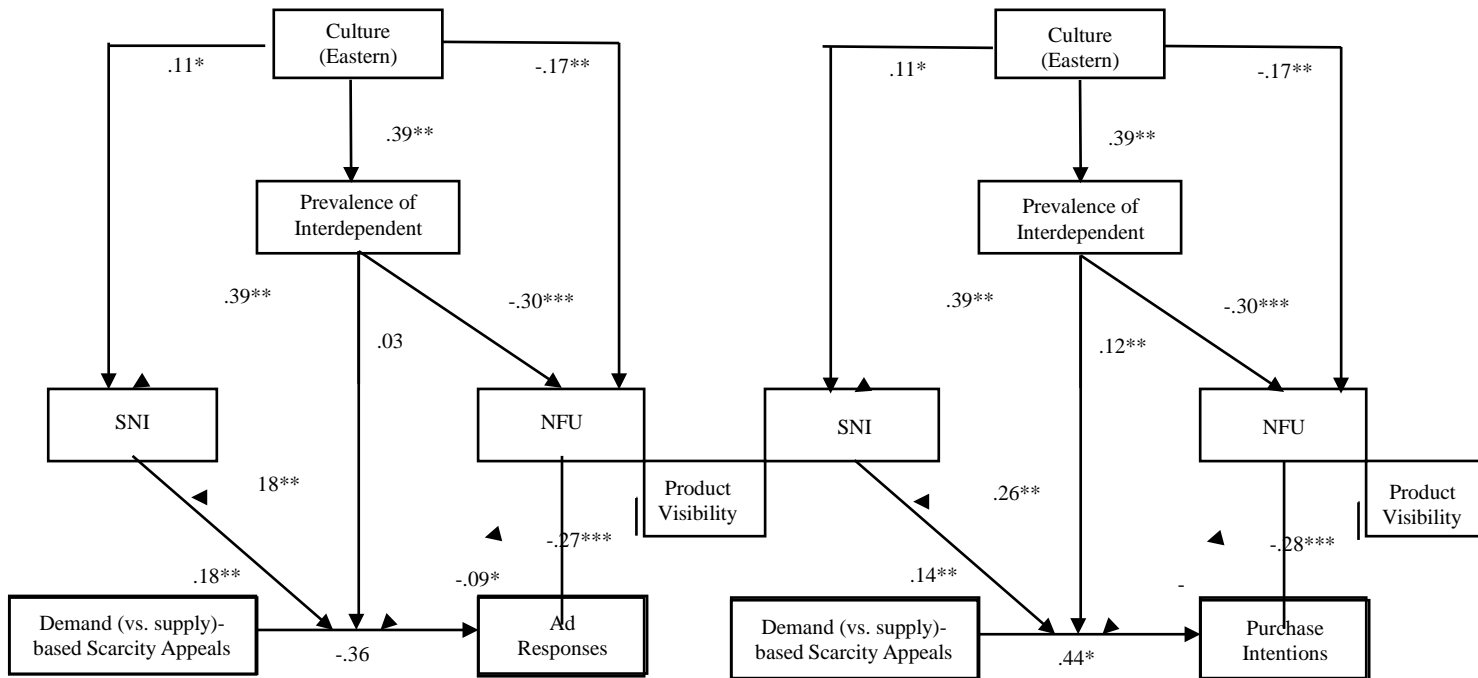 Culture
(Eastern)
.11*
-.17**
.39**
Prevalence of
Interdependent
.39**
-.30***
.03
SNI
NFU
18**
Product
Visibility
-.27***
.18**
-.09*
Demand (vs. supply)-
based Scarcity Appeals
-.36
Ad
Responses
Culture
(Eastern)
.11*
-.17**
.39**
Prevalence of
Interdependent
.39**
-.30***
.12**
SNI
NFU
.26**
Product
Visibility
-.28***
.14**
-
Demand (vs. supply)-
based Scarcity Appeals
.44*
Purchase
Intentions